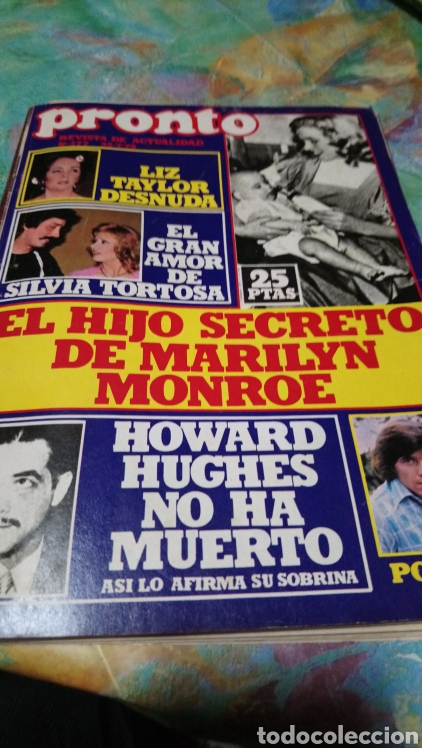 pronto
REVISTA DE ACTUALIDAD
LIZ
TAYLOR
DESNUDA
EL
GRAN
AMOR
DE
SILVIA TORTOSA
25
PTAS
EL HIJO SECRETO
DE MARILYN
MONROE
HOWARD
HUGHES
NO HA
MUERTO
ASI LO AFIRMA SU SOBRINA
PO
todocoleccion